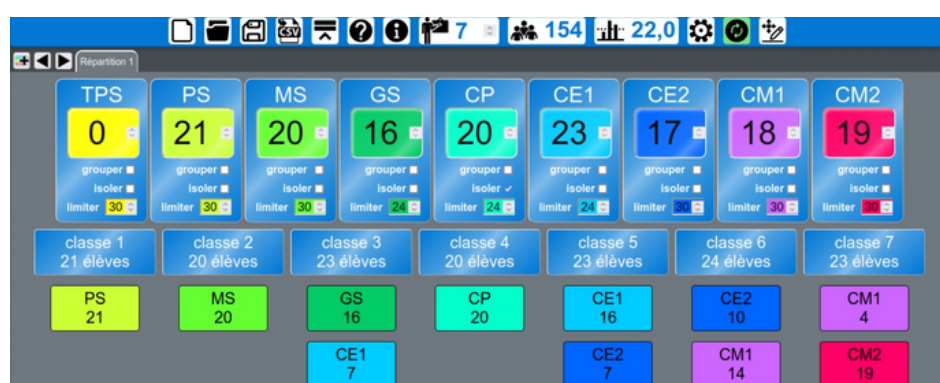 CSV 7 154 22,0
Répartition 1
TPS PS MS GS CP CE1 CE2 CM1 CM2
0 21 20 16 20 23 17 18 19
grouper grouper grouper grouper grouper grouper grouper grouper grouper
isoler isoler isoler isoler isoler isoler isoler isoler isoler
limiter 30 limiter 30 limiter 30 limiter 24 limiter 24 limiter 24 limiter 30 limiter 30 limiter 30
classe 1 classe 2 classe 3 classe 4 classe 5 classe 6 classe 7
21 élèves 20 élèves 23 élèves 20 élèves 23 élèves 24 élèves 23 élèves
PS MS GS CP CE1 CE2 CM1
21 20 16 20 16 10 4
CE1 CE2 CM1 CM2
7 7 14 19